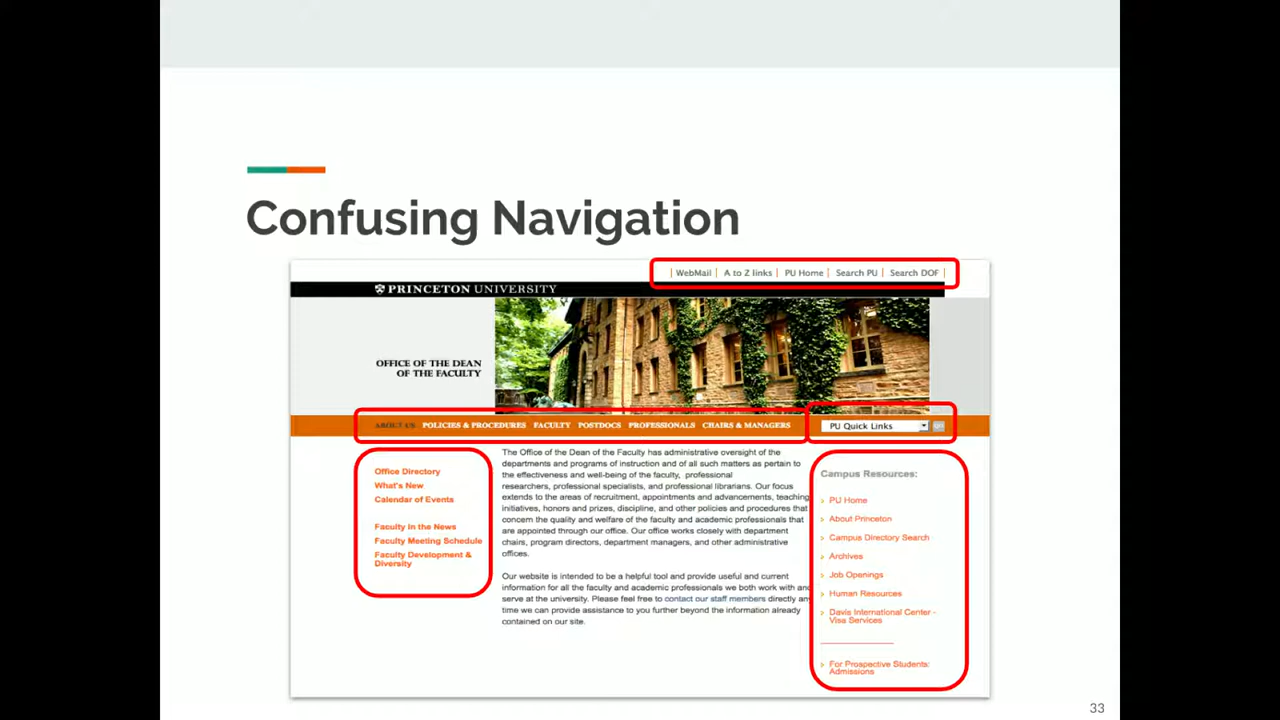 Confusing Navigation
WebMail | A to Z links | PU Home | Search PU | Search DOF
PRINCETON UNIVERSITY
OFFICE OF THE DEAN
OF THE FACULTY
ABOUT US POLICIES & PROCEDURES FACULTY POSTDOCS PROFESSIONALS CHAIRS & MANAGERS PU Quick Links go
Office Directory
What's New
Calendar of Events
Faculty in the News
Faculty Meeting Schedule
Faculty Development &
Diversity
The Office of the Dean of the Faculty has administrative oversight of the
departments and programs of instruction and of all such matters as pertain to
the effectiveness and well-being of the faculty, professional
researchers, professional specialists, and professional librarians. Our focus
extends to the areas of recruitment, appointments and advancements, teaching
initiatives, honors and prizes, discipline, and other policies and procedures that
concern the quality and welfare of the faculty and academic professionals that
are appointed through our office. Our office works closely with department
chairs, program directors, department managers, and other administrative
offices.
Our website is intended to be a helpful tool and provide useful and current
information for all the faculty and academic professionals we both work with and
serve at the university. Please feel free to contact our staff members directly any
time we can provide assistance to you further beyond the information already
contained on our site.
Campus Resources:
PU Home
About Princeton
Campus Directory Search
Archives
Job Openings
Human Resources
Davis International Center -
Visa Services
For Prospective Students:
Admissions
33